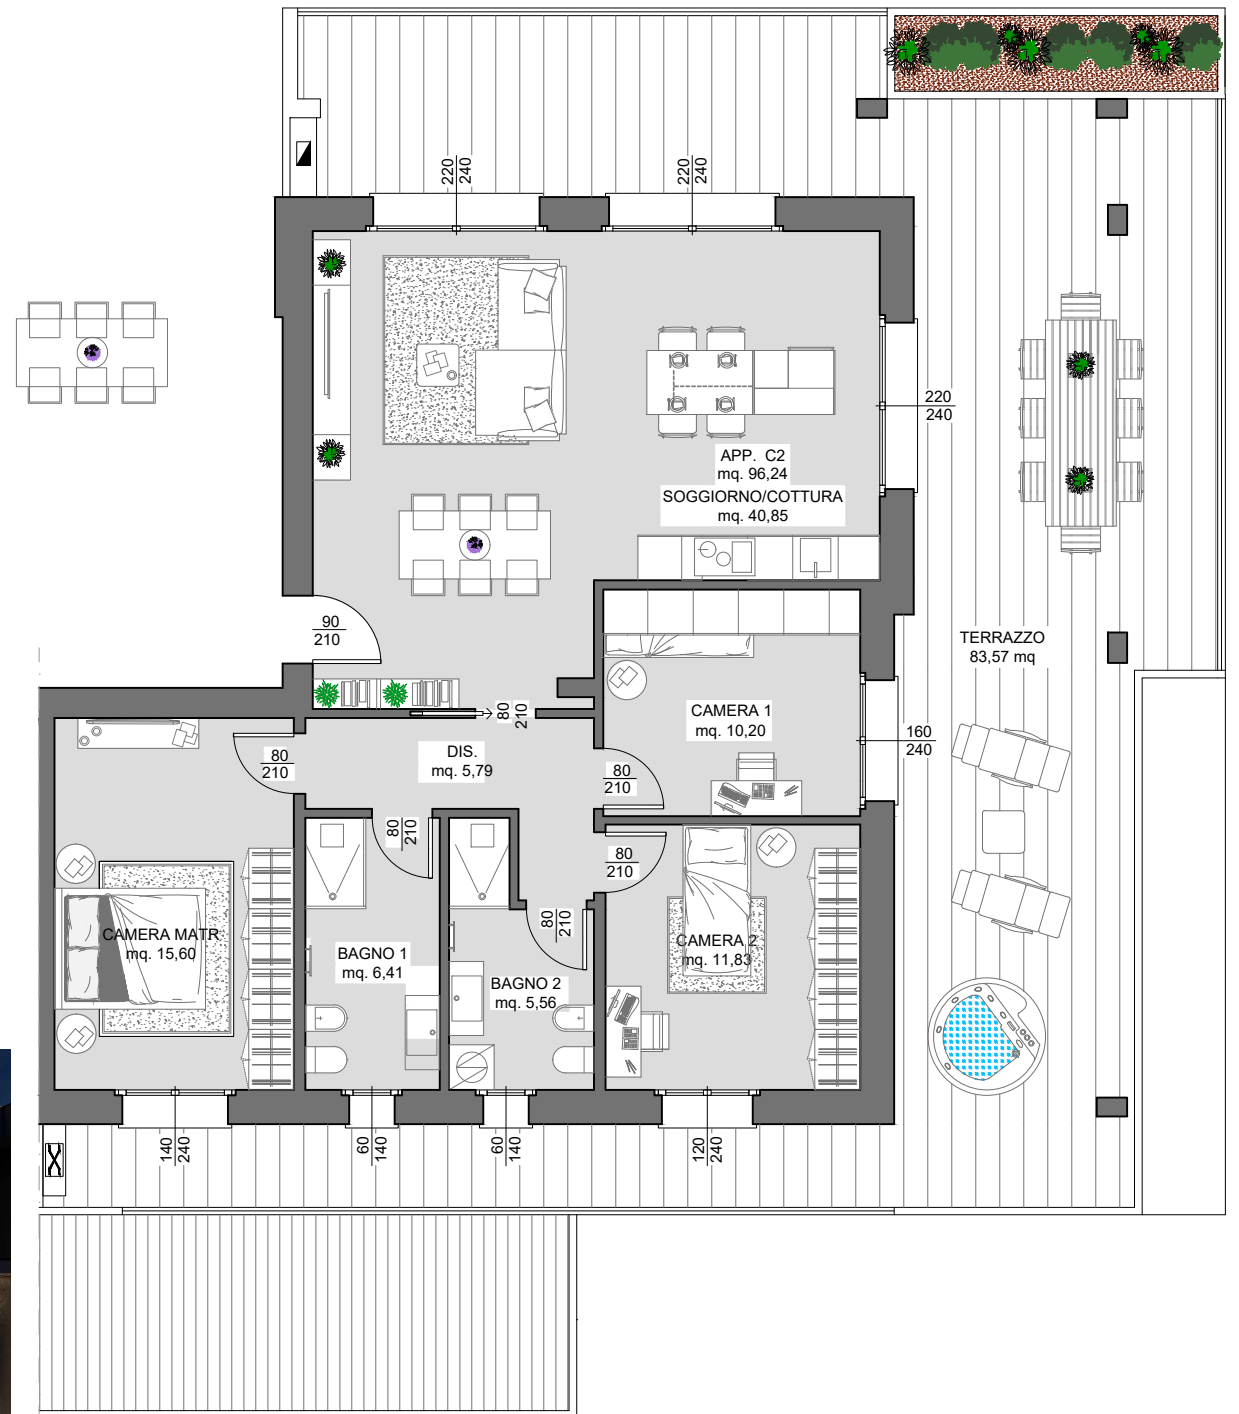 220
240
220
240
220
240
APP. C2
mq. 96,24
SOGGIORNO/COTTURA
mq. 40,85
90
210
TERRAZZO
83,57 mq
80
210
CAMERA 1
mq. 10,20
160
240
DIS.
mq. 5,79
80
210
80
210
80
210
80
210
CAMERA MATR
mq. 15,60
BAGNO 1
mq. 6,41
80
210
BAGNO 2
mq. 5,56
CAMERA 2
mq. 11,83
140
240
60
140
60
140
120
240